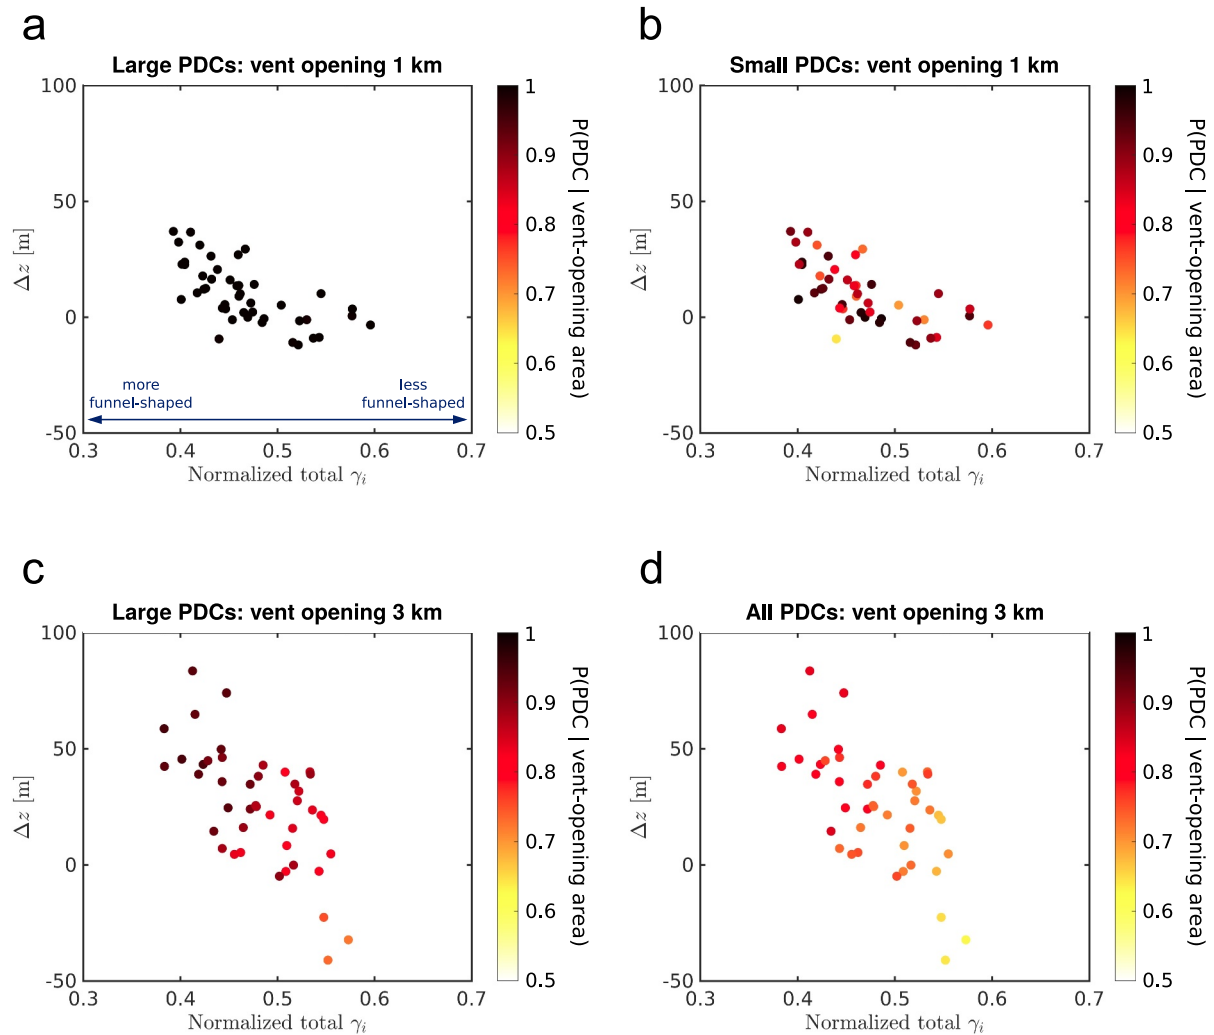 a
Large PDCs: vent opening 1 km
100
50
0
-50
Δz [m]
more
funnel-shaped
less
funnel-shaped
0.3 0.4 0.5 0.6 0.7
Normalized total γi
1
0.9
0.8
0.7
0.6
0.5
P(PDC | vent-opening area)
b
Small PDCs: vent opening 1 km
100
50
0
-50
Δz [m]
0.3 0.4 0.5 0.6 0.7
Normalized total γi
1
0.9
0.8
0.7
0.6
0.5
P(PDC | vent-opening area)
c
Large PDCs: vent opening 3 km
100
50
0
-50
Δz [m]
0.3 0.4 0.5 0.6 0.7
Normalized total γi
1
0.9
0.8
0.7
0.6
0.5
P(PDC | vent-opening area)
d
All PDCs: vent opening 3 km
100
50
0
-50
Δz [m]
0.3 0.4 0.5 0.6 0.7
Normalized total γi
1
0.9
0.8
0.7
0.6
0.5
P(PDC | vent-opening area)